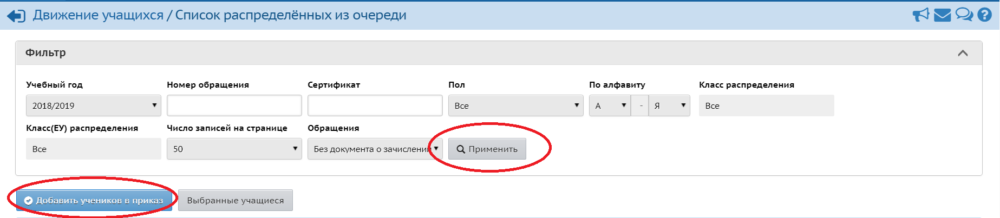 Движение учащихся / Список распределённых из очереди
Фильтр
Учебный год Номер обращения Сертификат Пол По алфавиту Класс распределения
2018/2019 Все А - Я Все
Класс(ЕУ) распределения Число записей на странице Обращения
Все 50 Без документа о зачислении Применить
Добавить учеников в приказ Выбранные учащиеся